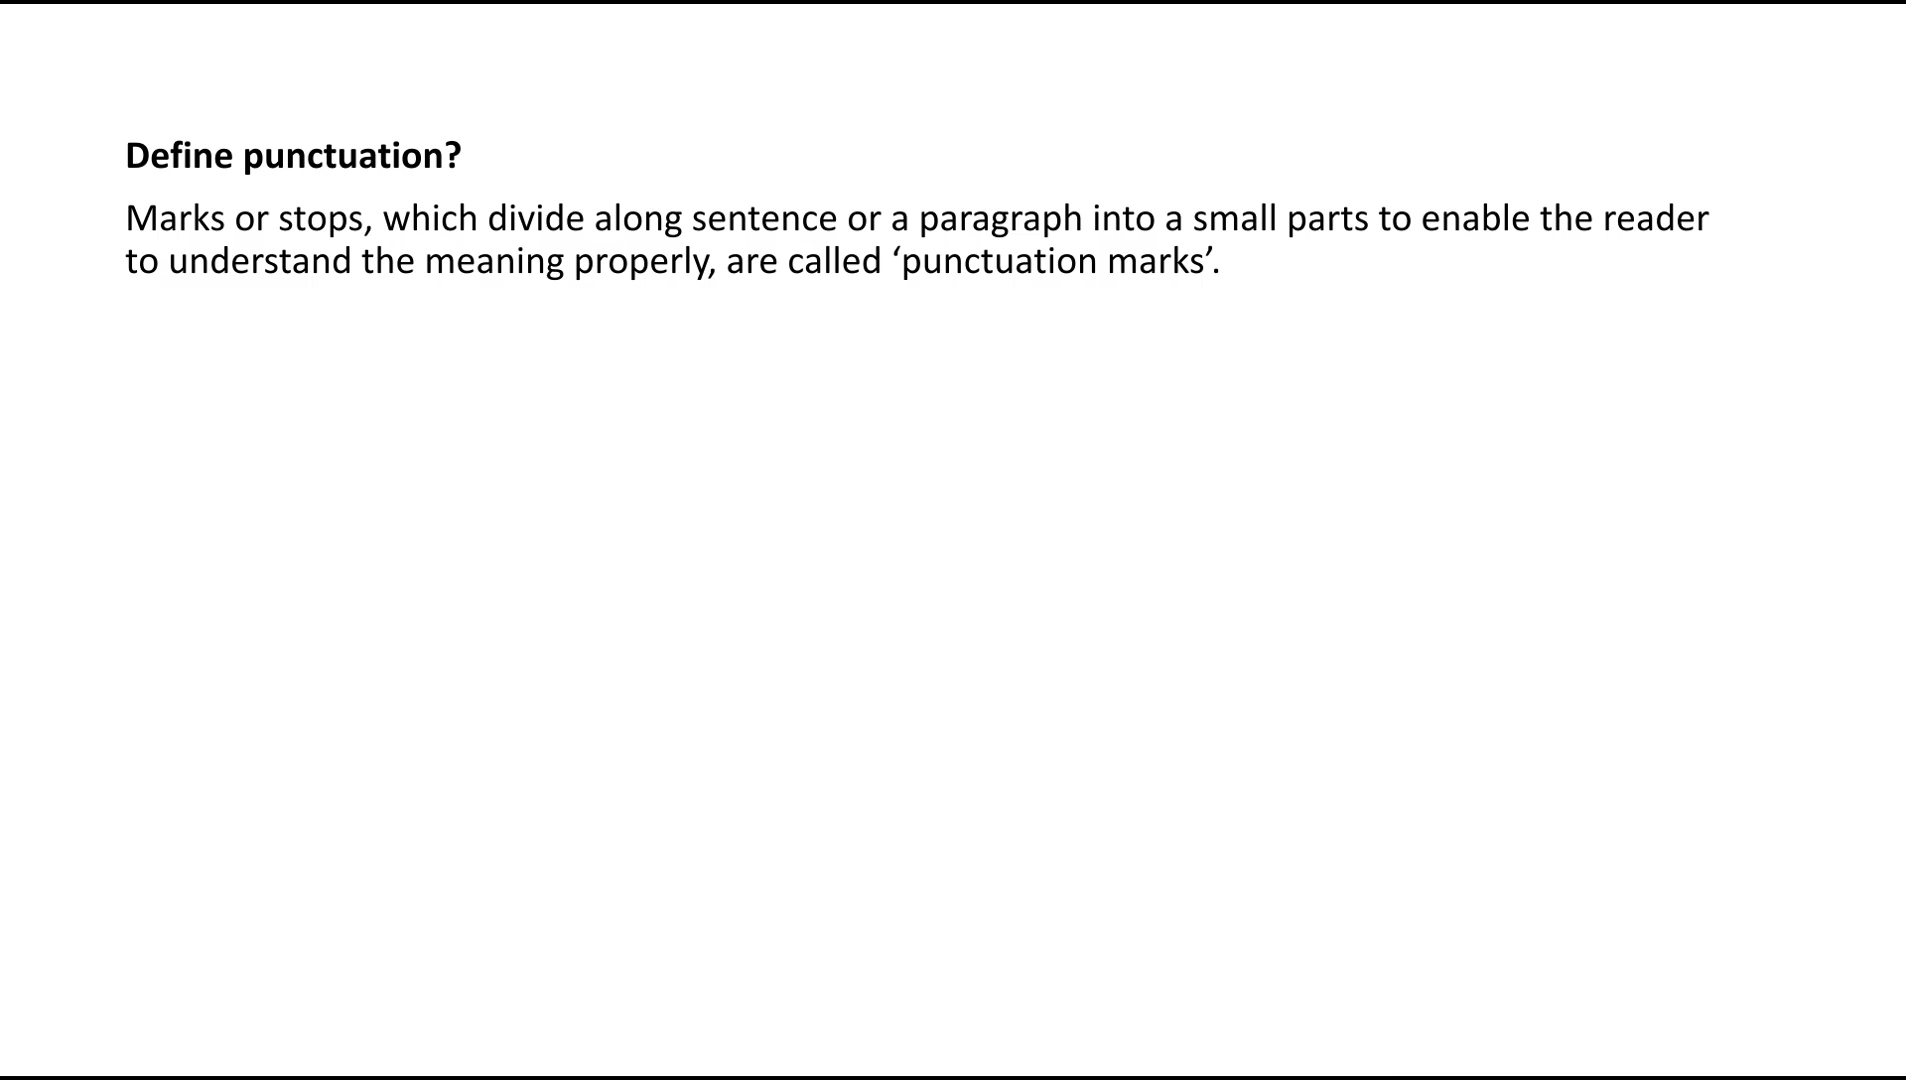 Define punctuation?
Marks or stops, which divide along sentence or a paragraph into a small parts to enable the reader
to understand the meaning properly, are called ‘punctuation marks’.